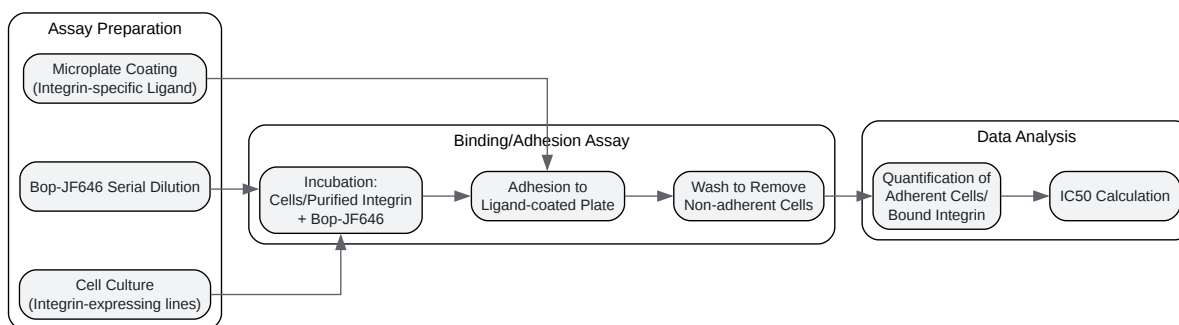 Assay Preparation
Microplate Coating
(Integrin-specific Ligand)
Bop-JF646 Serial Dilution
Cell Culture
(Integrin-expressing lines)
Binding/Adhesion Assay
Incubation:
Cells/Purified Integrin
+ Bop-JF646
Adhesion to
Ligand-coated Plate
Wash to Remove
Non-adherent Cells
Data Analysis
Quantification of
Adherent Cells/
Bound Integrin
IC50 Calculation